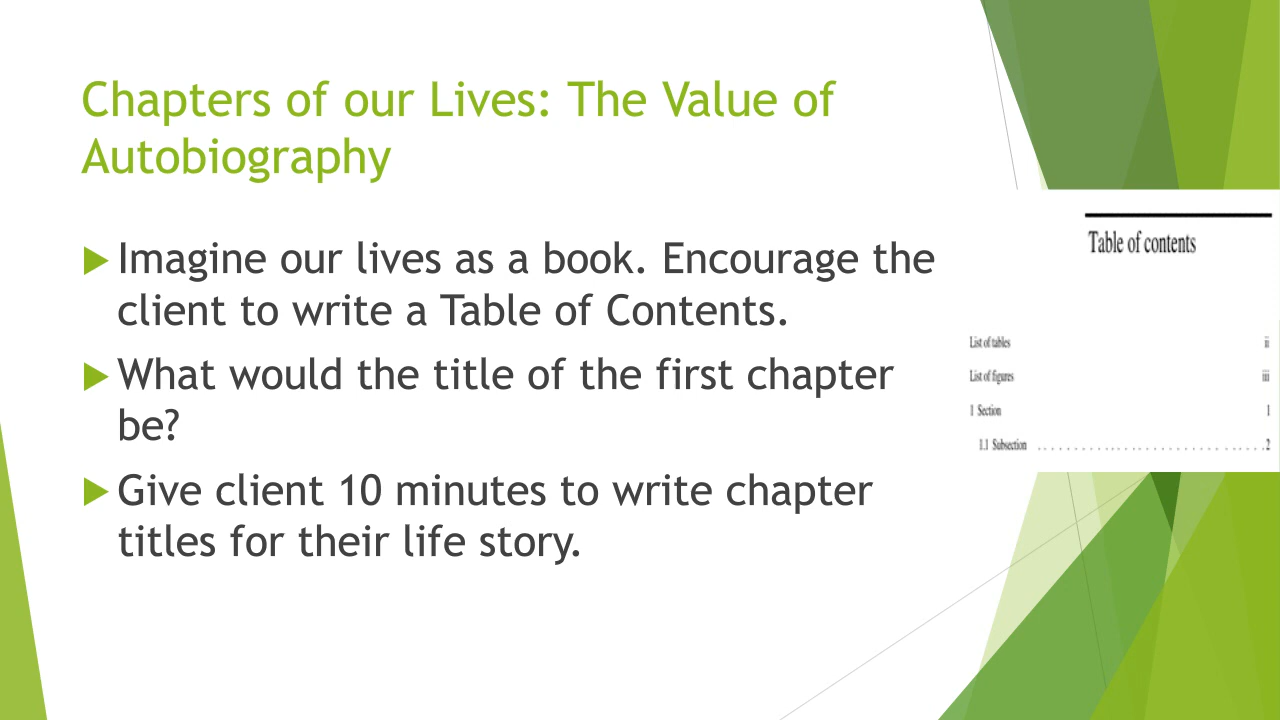 Chapters of our Lives: The Value of
Autobiography
Imagine our lives as a book. Encourage the
client to write a Table of Contents.
What would the title of the first chapter
be?
Give client 10 minutes to write chapter
titles for their life story.
Table of contents
List of tables ii
List of figures iii
1 Section 1
1.1 Subsection . . . . . . . . . . . . . . . . . . . . . . . . . . 2